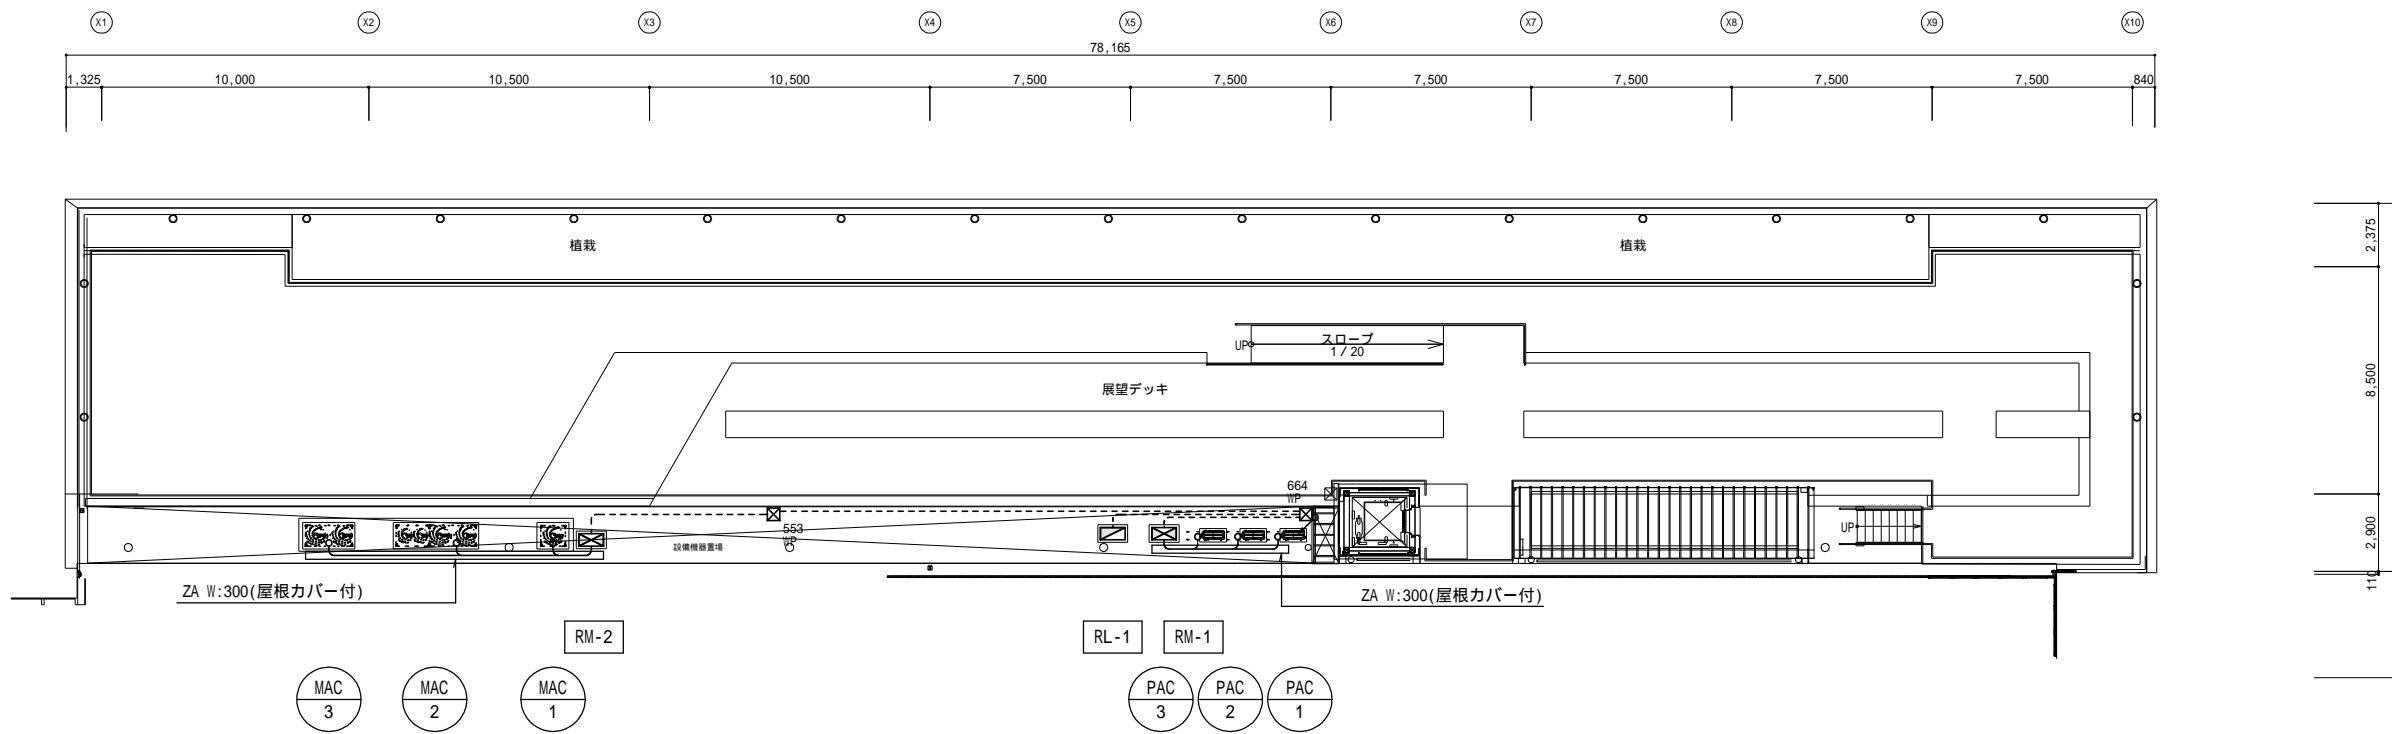 X1 X2 X3 X4 X5 X6 X7 X8 X9 X10
78,165
1,325 10,000 10,500 10,500 7,500 7,500 7,500 7,500 7,500 7,500 840
2,375
植栽 植栽
スロープ
UP
1/20
展望デッキ
8,500
664
WP
553
WP
設備機器置場
UP
2,990
110
ZA W:300(屋根カバー付) ZA W:300(屋根カバー付)
RM-2 RL-1 RM-1
MAC MAC MAC PAC PAC PAC
3 2 1 3 2 1